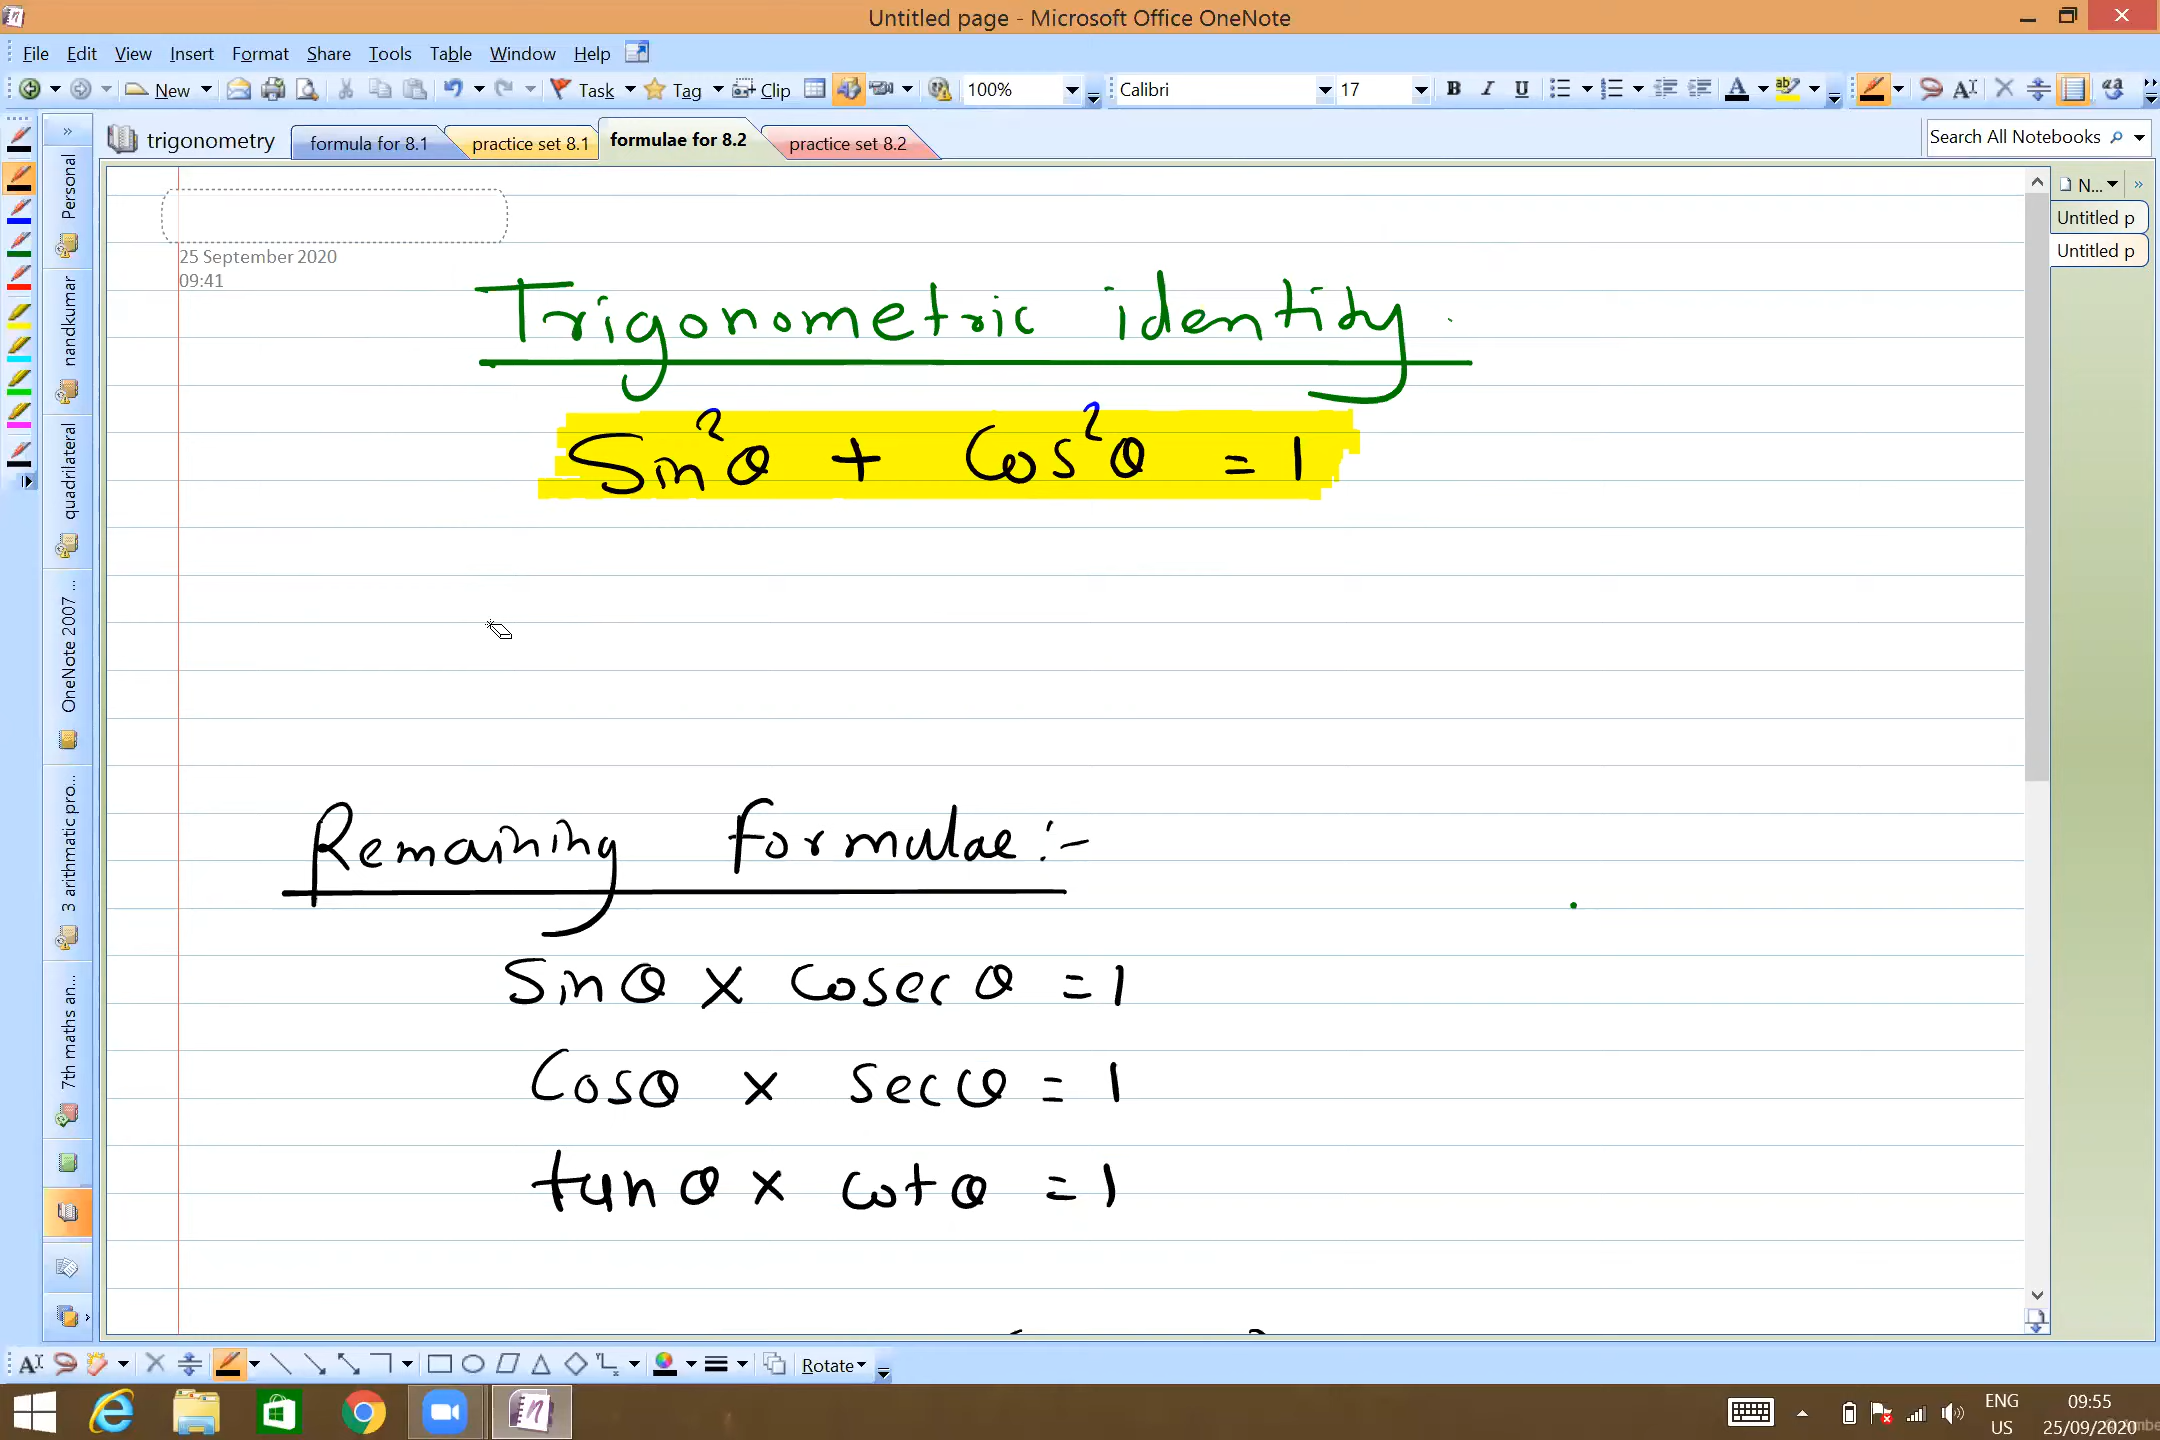 Untitled page - Microsoft Office OneNote
File Edit View Insert Format Share Tools Table Window Help
New Task Tag Clip 100% Calibri 17 B I U A ab
trigonometry formula for 8.1 practice set 8.1 formulae for 8.2 practice set 8.2 Search All Notebooks
N...
Untitled p
Untitled p
Personal
nandkumar
quadrilateral
OneNote 2007 ...
3 arithmatic pro...
7th maths an...
25 September 2020
09:41
Trigonometric identity.
Sin²θ + Cos²θ = 1
Remaining formulae :-
Sinθ × cosecθ = 1
Cosθ × secθ = 1
tanθ × cotθ = 1
Rotate
ENG
US
09:55
25/09/2020